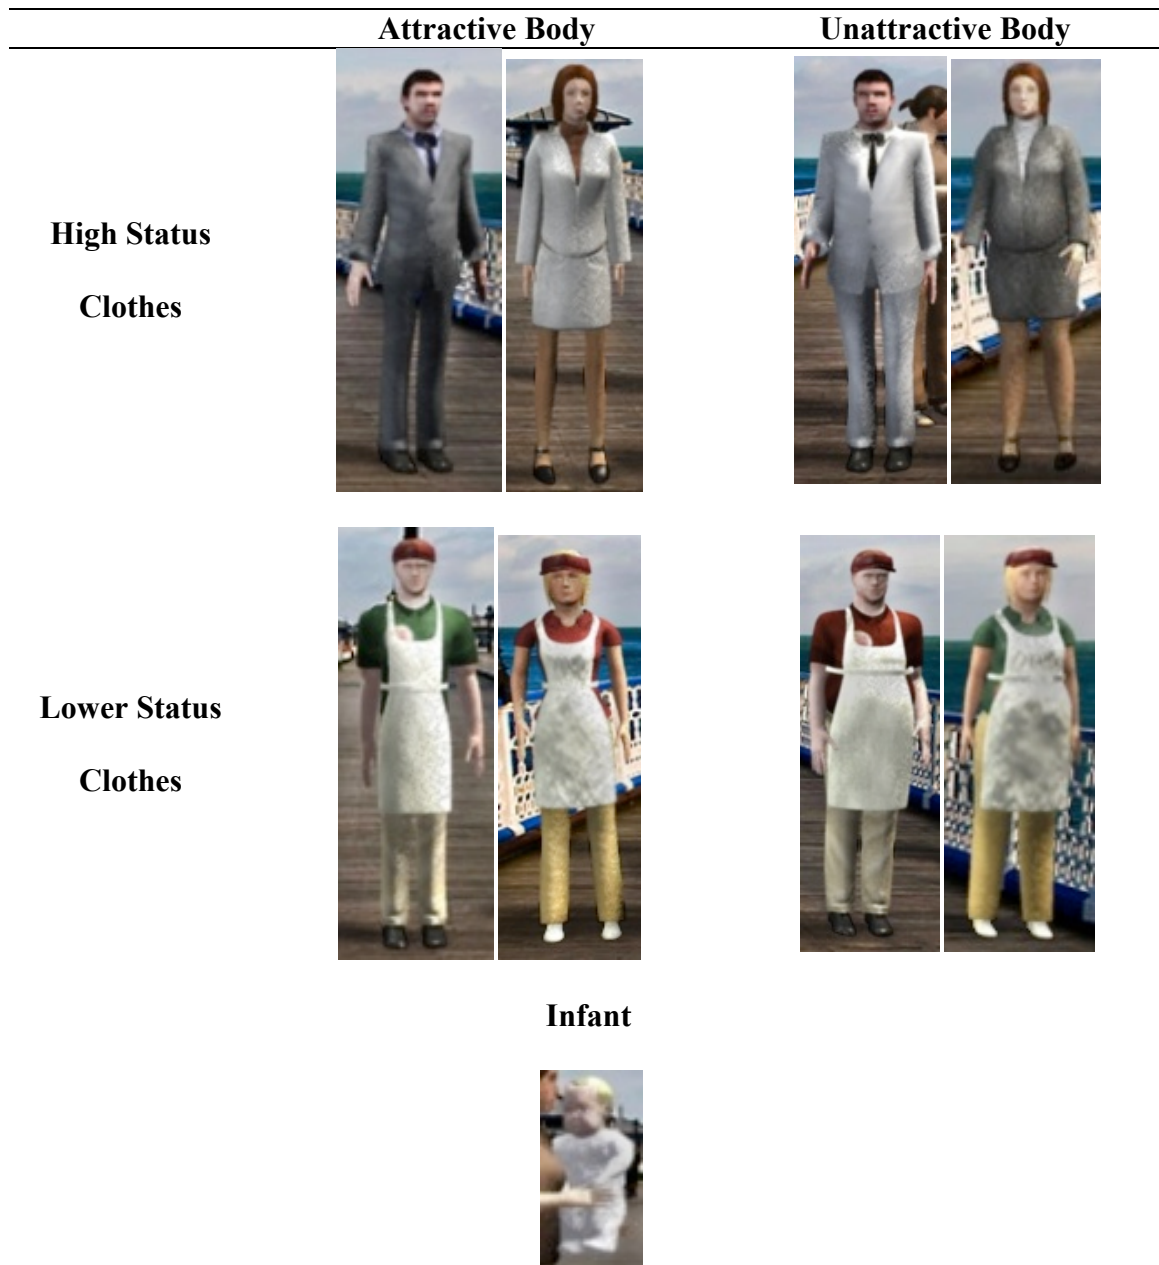 Attractive Body
Unattractive Body
High Status
Clothes
Lower Status
Clothes
Infant